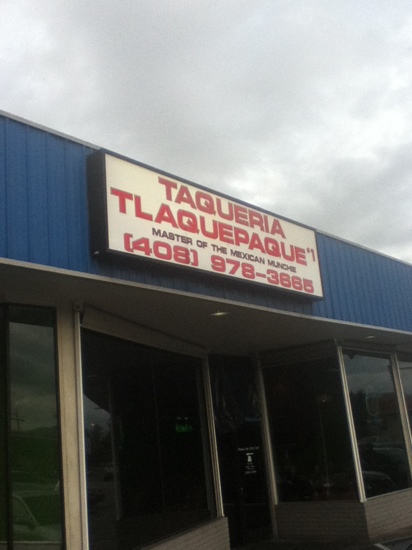 TAQUERIA
TLAQUEPAQUE #1
MASTER OF THE MEXICAN MUNCHIE
(408) 978-3665